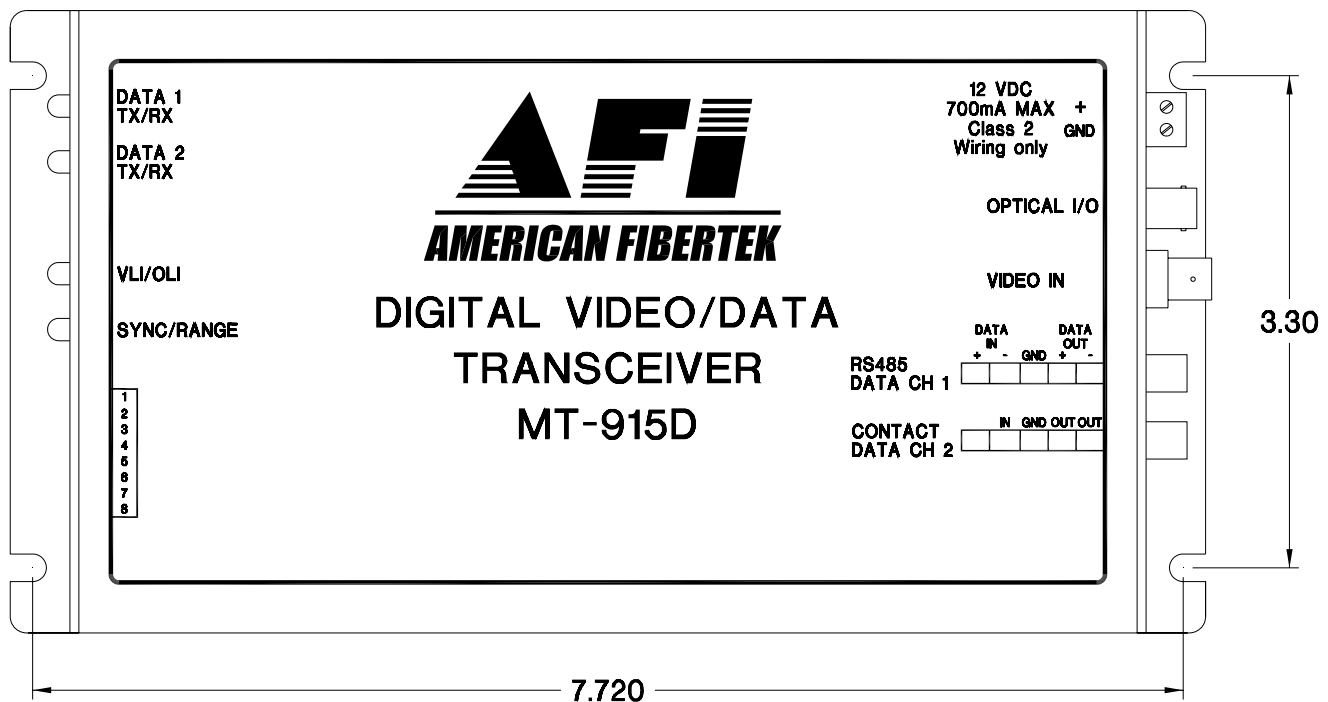 DATA 1
TX/RX
DATA 2
TX/RX
VLI/OLI
SYNC/RANGE
1
2
3
4
5
6
7
8
AFI
AMERICAN FIBERTEK
DIGITAL VIDEO/DATA
TRANSCEIVER
MT-915D
12 VDC
700mA MAX +
Class 2 GND
Wiring only
OPTICAL I/O
VIDEO IN
DATA DATA
IN OUT
+ - GND + -
RS485
DATA CH 1
IN GND OUT OUT
CONTACT
DATA CH 2
3.30
7.720